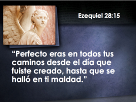 Ezequiel 28:15
“Perfecto eras en todos tus
caminos desde el día que
fuiste creado, hasta que se
halló en ti maldad.”